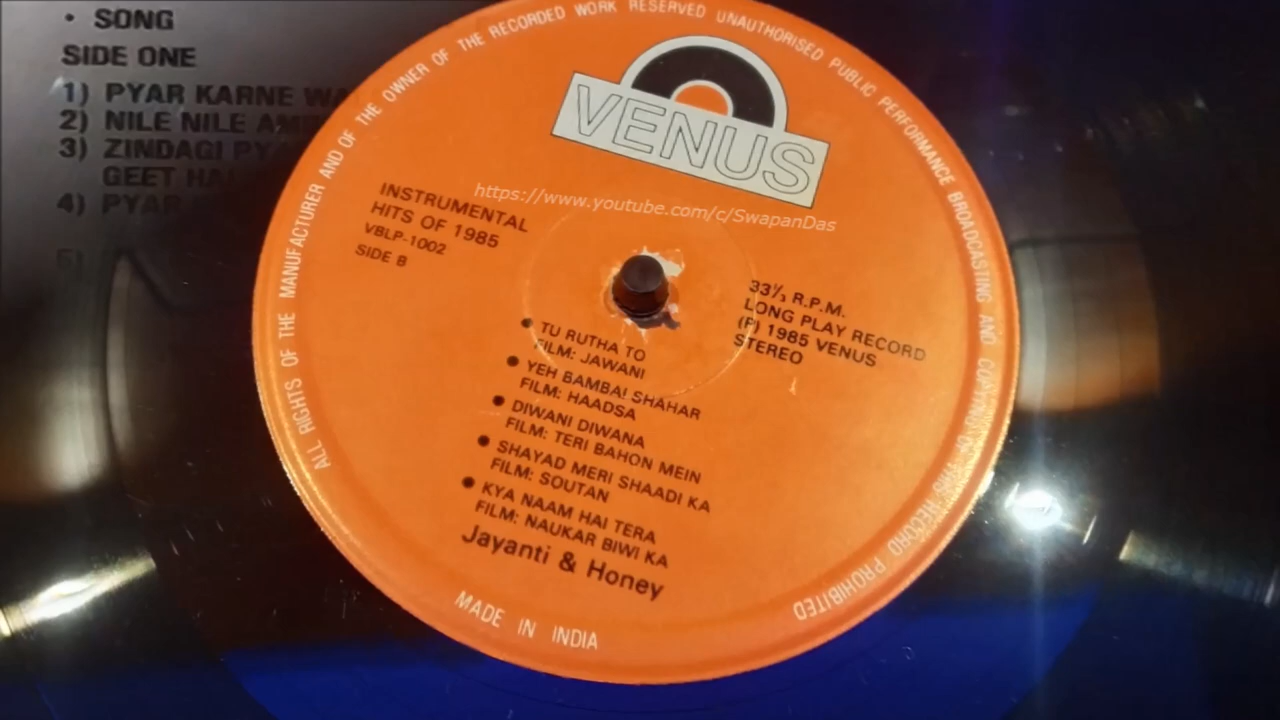 • SONG
SIDE ONE
1) PYAR KARNE
2) NILE NILE
3) ZINDAGI
GEET
4) PYAR
5)
ALL RIGHTS OF THE MANUFACTURER AND OF THE OWNER OF THE RECORDED WORK RESERVED UNAUTHORISED PUBLIC PERFORMANCE BROADCASTING AND COPYING OF THIS RECORD PROHIBITED
VENUS
https://www.youtube.com/c/SwapanDas
INSTRUMENTAL
HITS OF 1985
VBLP-1002
SIDE B
33⅓ R.P.M.
LONG PLAY RECORD
(P) 1985 VENUS
STEREO
• TU RUTHA TO
FILM: JAWANI
• YEH BAMBAI SHAHAR
FILM: HAADSA
• DIWANI DIWANA
FILM: TERI BAHON MEIN
• SHAYAD MERI SHAADI KA
FILM: SOUTAN
• KYA NAAM HAI TERA
FILM: NAUKAR BIWI KA
Jayanti & Honey
MADE IN INDIA